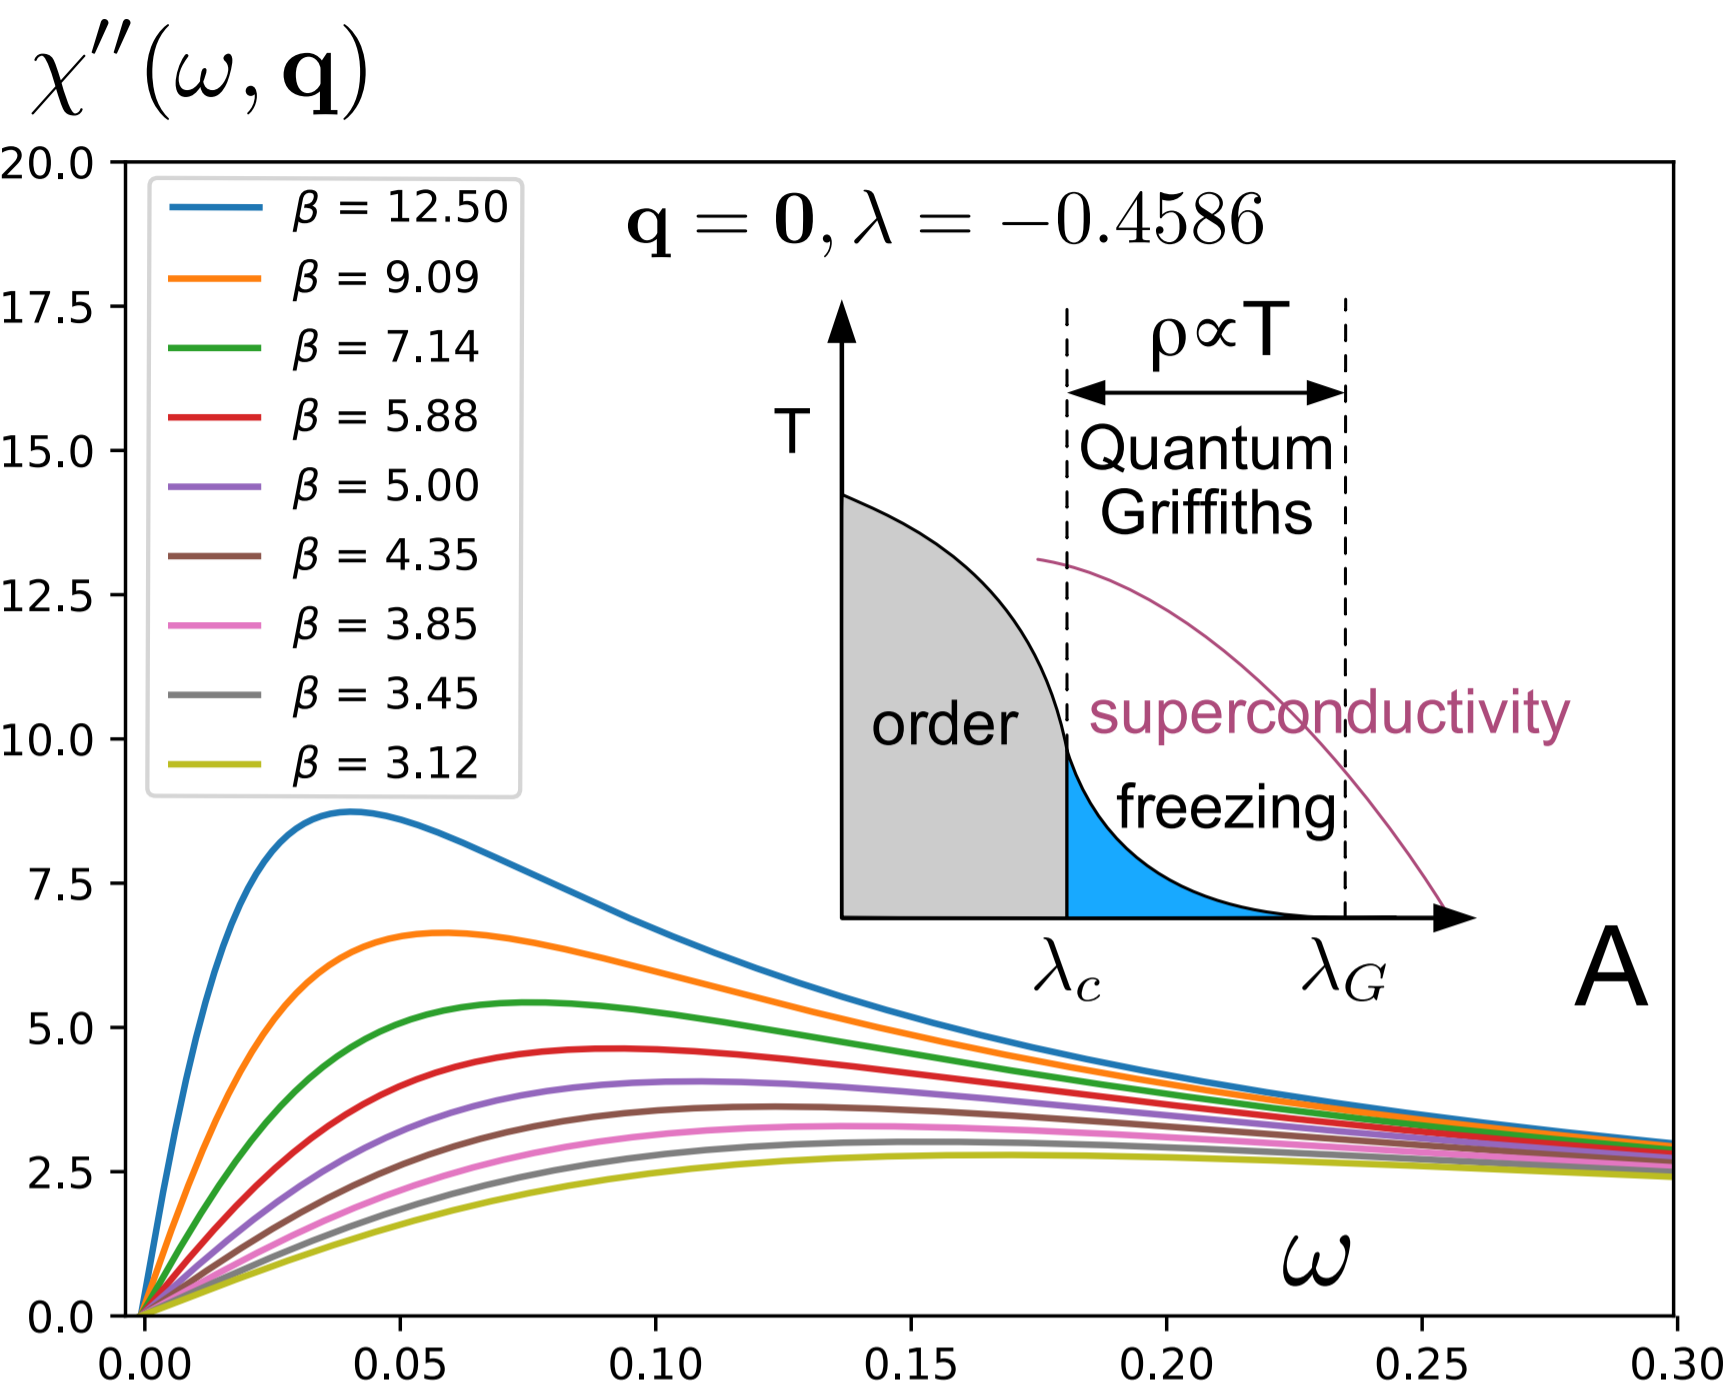 χ″(ω, q)
20.0
17.5
15.0
12.5
10.0
7.5
5.0
2.5
0.0
β = 12.50
β = 9.09
β = 7.14
β = 5.88
β = 5.00
β = 4.35
β = 3.85
β = 3.45
β = 3.12
q = 0, λ = −0.4586
ρ∝T
T
Quantum
Griffiths
order
superconductivity
freezing
λc
λG
A
ω
0.00 0.05 0.10 0.15 0.20 0.25 0.30